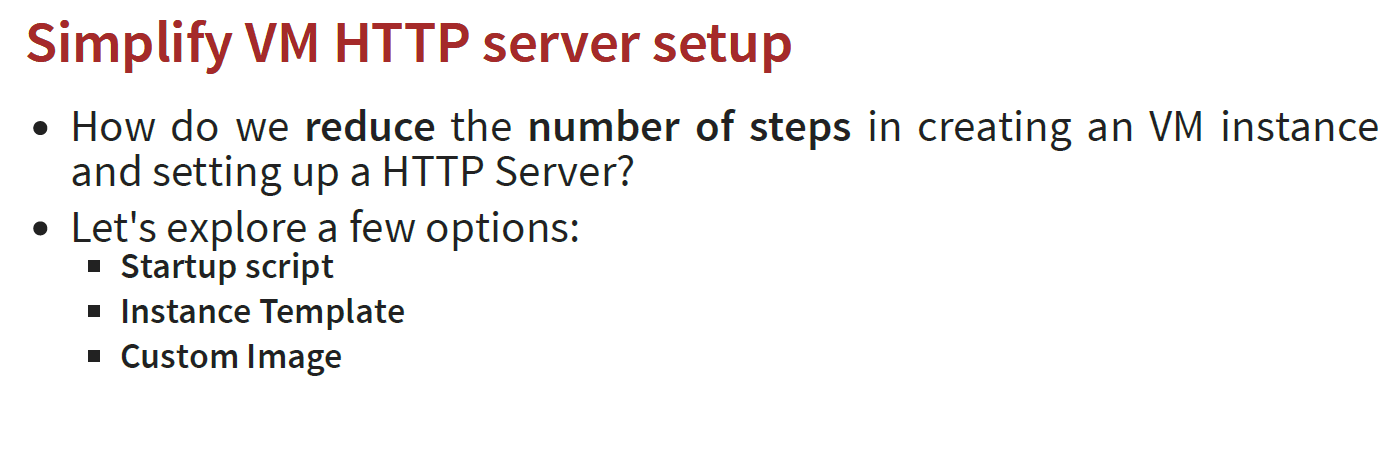 Simplify VM HTTP server setup
• How do we reduce the number of steps in creating an VM instance
and setting up a HTTP Server?
• Let's explore a few options:
▪ Startup script
▪ Instance Template
▪ Custom Image